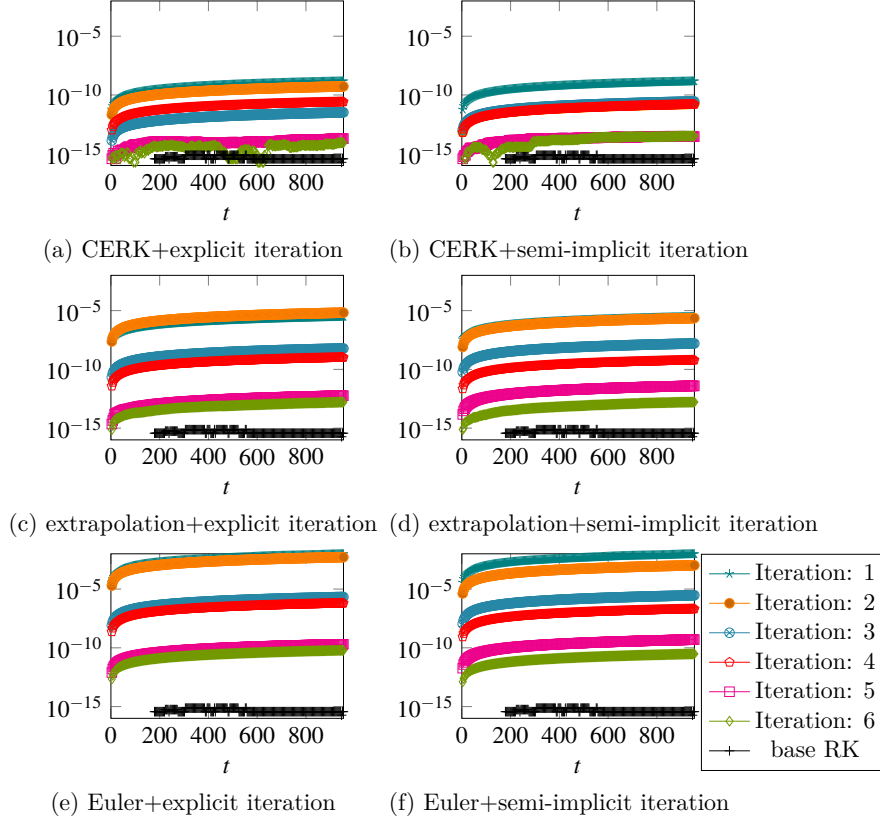 10^{-5} 10^{-5}
10^{-10} 10^{-10}
10^{-15} 10^{-15}
0 200 400 600 800 0 200 400 600 800
t t
(a) CERK+explicit iteration (b) CERK+semi-implicit iteration
10^{-5} 10^{-5}
10^{-10} 10^{-10}
10^{-15} 10^{-15}
0 200 400 600 800 0 200 400 600 800
t t
(c) extrapolation+explicit iteration (d) extrapolation+semi-implicit iteration
10^{-5} 10^{-5}
10^{-10} 10^{-10}
10^{-15} 10^{-15}
0 200 400 600 800 0 200 400 600 800
t t
(e) Euler+explicit iteration (f) Euler+semi-implicit iteration
Iteration: 1
Iteration: 2
Iteration: 3
Iteration: 4
Iteration: 5
Iteration: 6
base RK